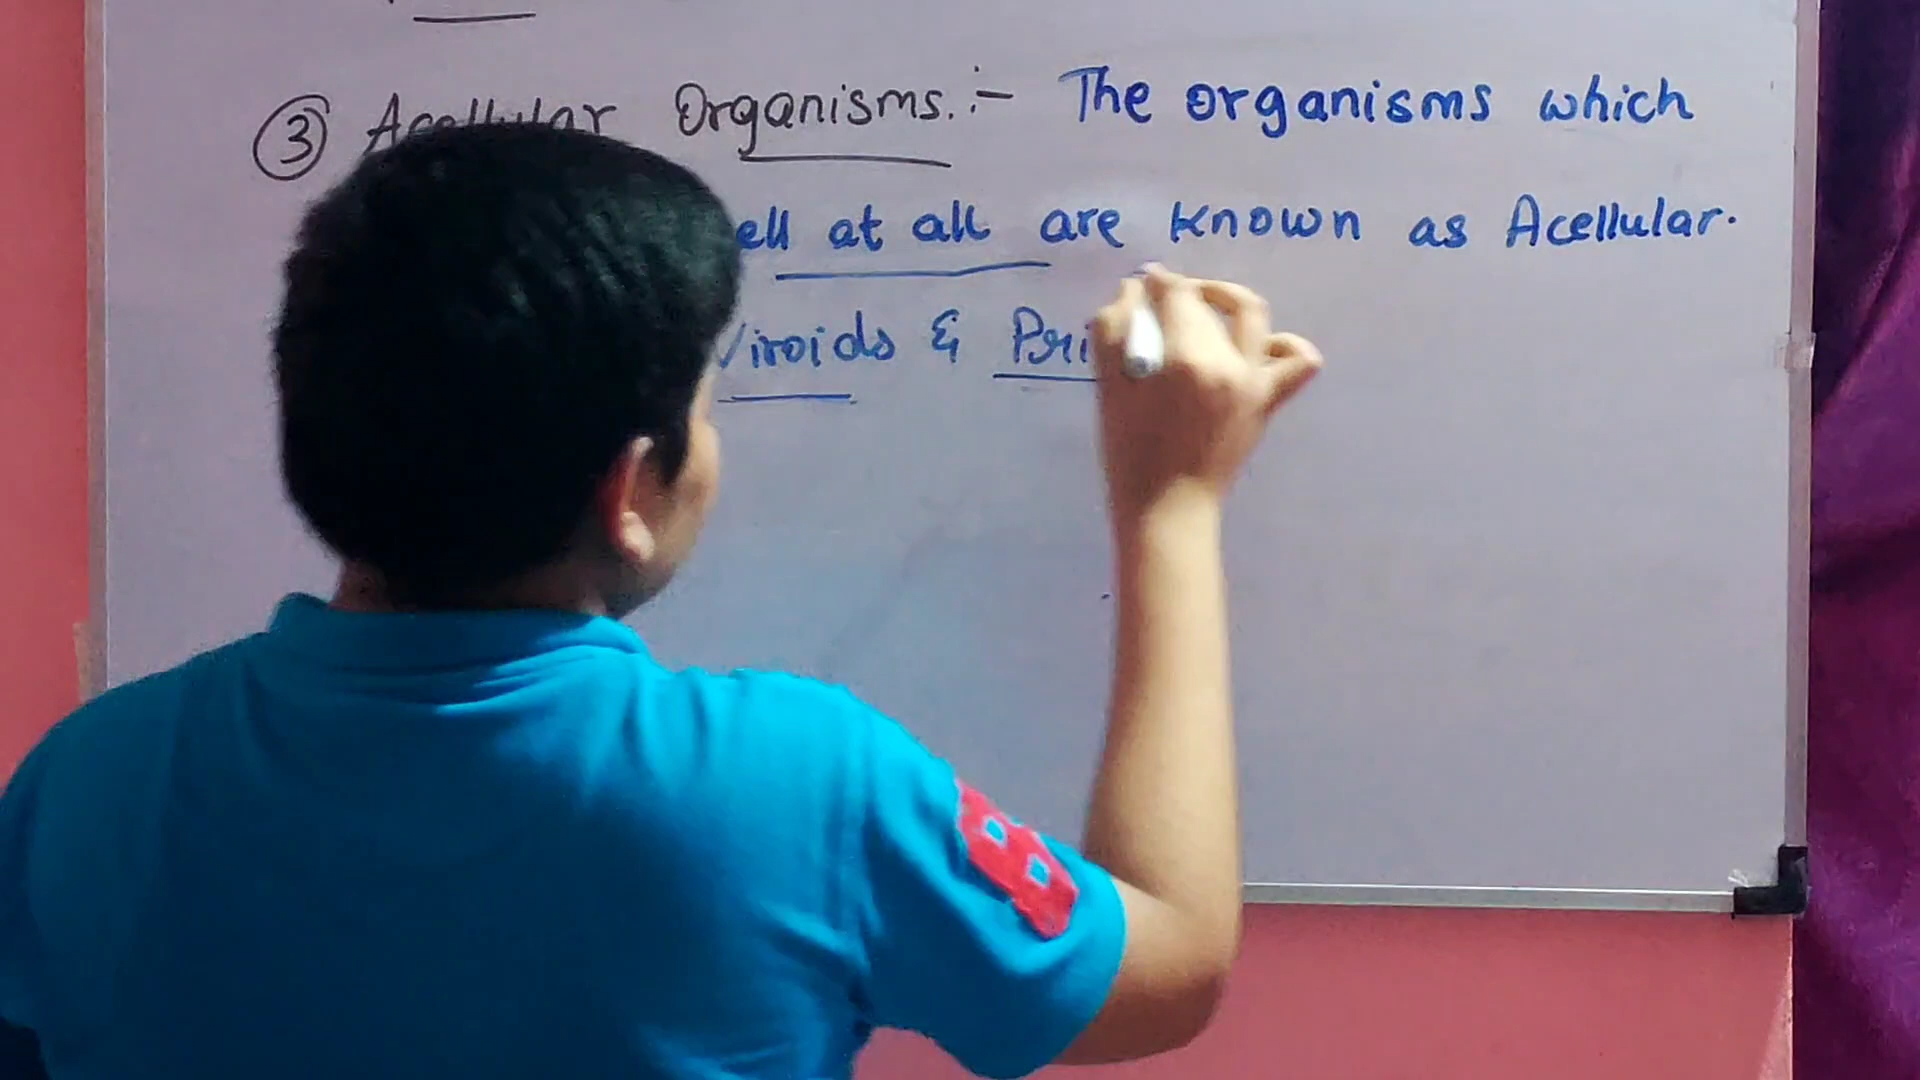 ③ Acellular Organisms.:- The organisms which
ell at all are known as Acellular.
Viroids & Pri